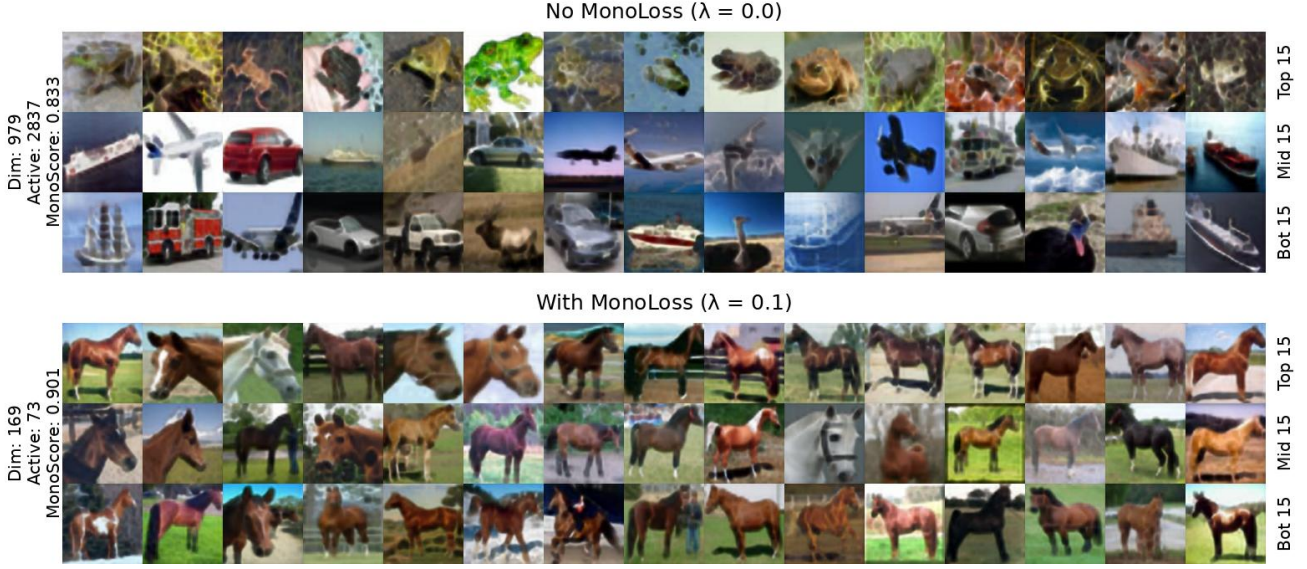 No MonoLoss (λ = 0.0)
Dim: 979
Active: 2837
MonoScore: 0.833
Top 15
Mid 15
Bot 15
With MonoLoss (λ = 0.1)
Dim: 169
Active: 73
MonoScore: 0.901
Top 15
Mid 15
Bot 15